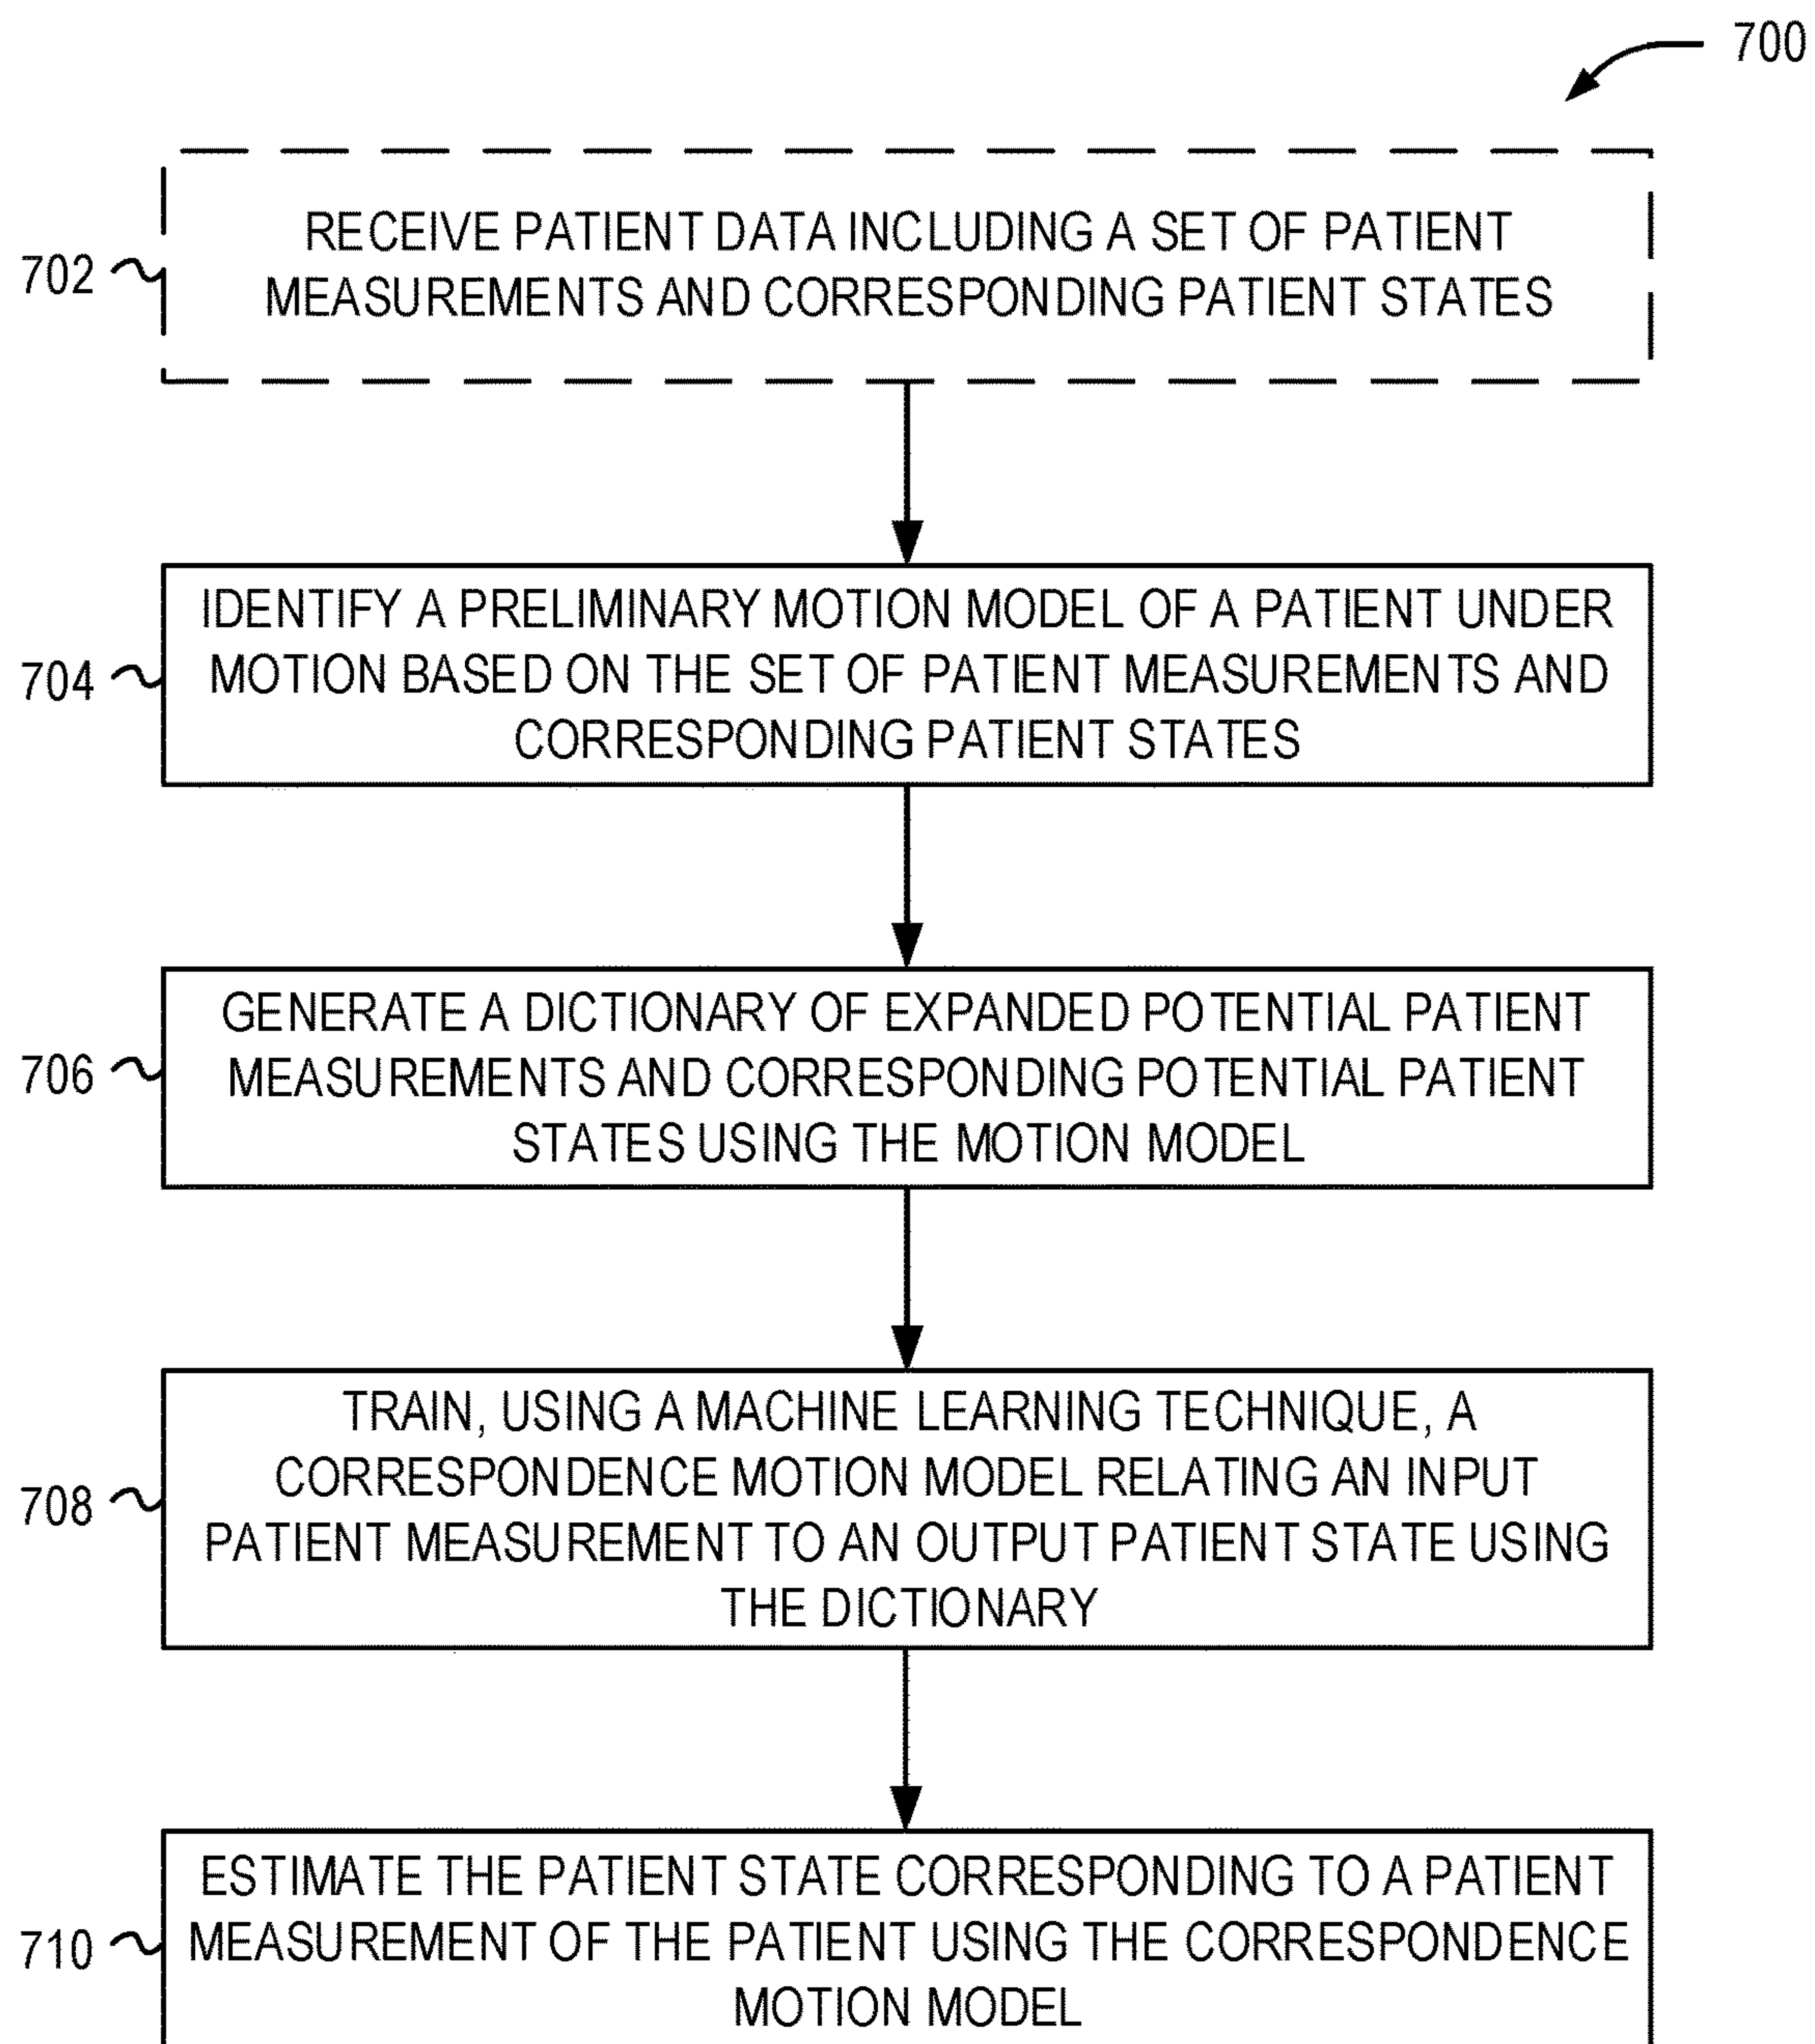 700
702
RECEIVE PATIENT DATA INCLUDING A SET OF PATIENT
MEASUREMENTS AND CORRESPONDING PATIENT STATES
704
IDENTIFY A PRELIMINARY MOTION MODEL OF A PATIENT UNDER
MOTION BASED ON THE SET OF PATIENT MEASUREMENTS AND
CORRESPONDING PATIENT STATES
706
GENERATE A DICTIONARY OF EXPANDED POTENTIAL PATIENT
MEASUREMENTS AND CORRESPONDING POTENTIAL PATIENT
STATES USING THE MOTION MODEL
708
TRAIN, USING A MACHINE LEARNING TECHNIQUE, A
CORRESPONDENCE MOTION MODEL RELATING AN INPUT
PATIENT MEASUREMENT TO AN OUTPUT PATIENT STATE USING
THE DICTIONARY
710
ESTIMATE THE PATIENT STATE CORRESPONDING TO A PATIENT
MEASUREMENT OF THE PATIENT USING THE CORRESPONDENCE
MOTION MODEL